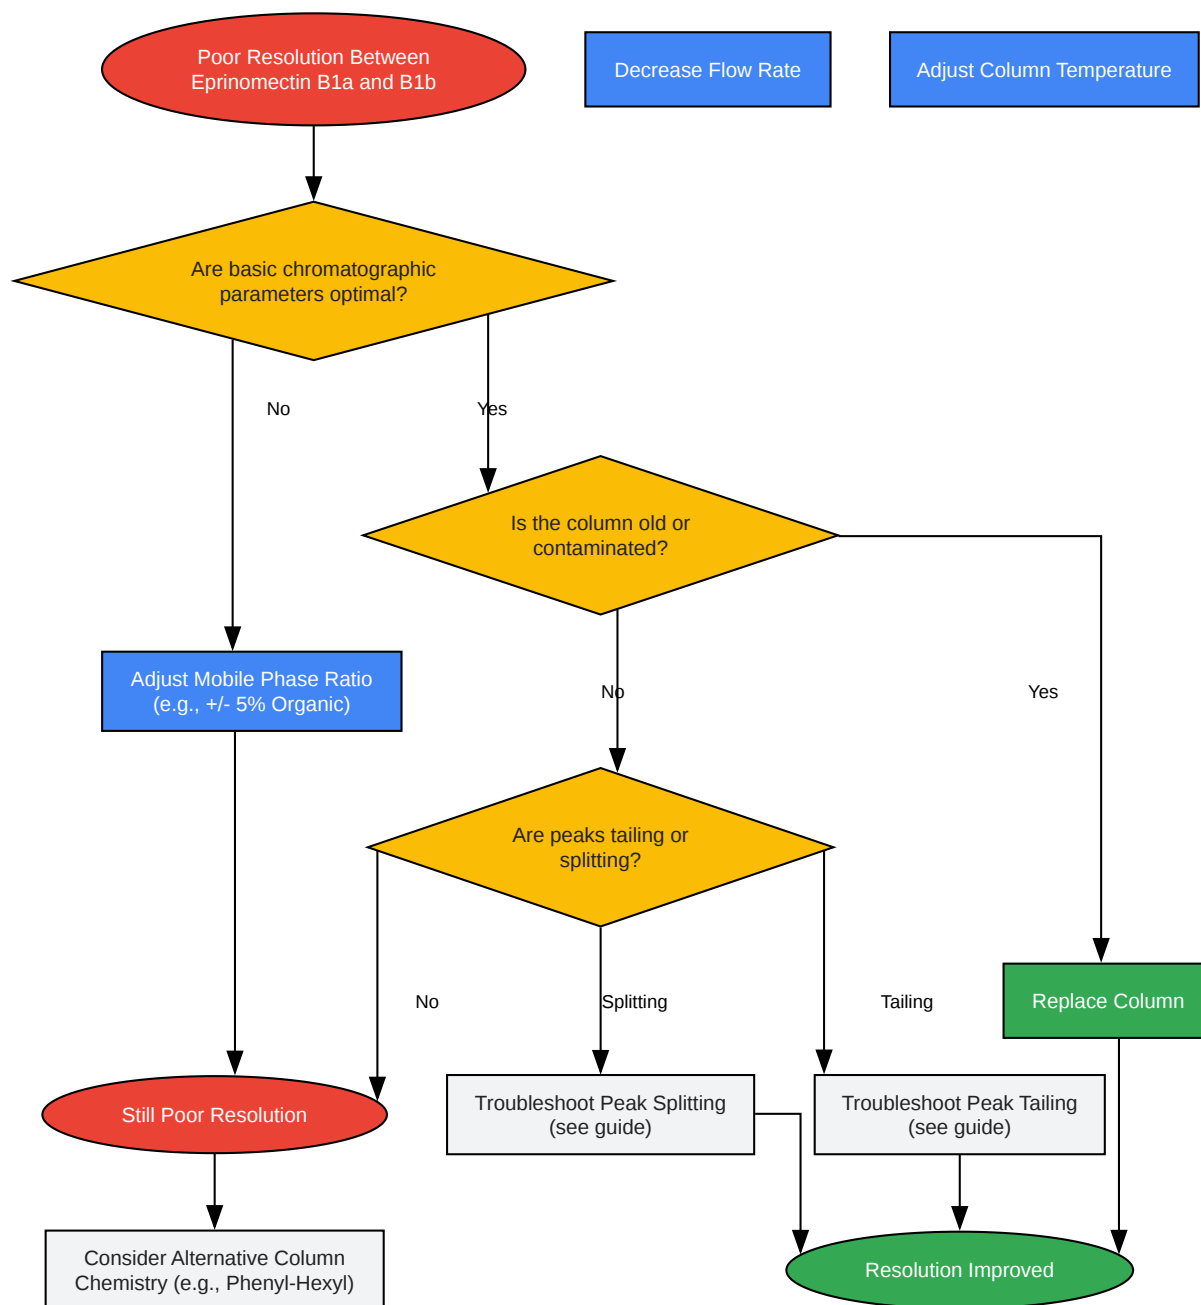 Poor Resolution Between
Eprinomectin B1a and B1b
Decrease Flow Rate
Adjust Column Temperature
Are basic chromatographic
parameters optimal?
No
Yes
Is the column old or
contaminated?
Adjust Mobile Phase Ratio
(e.g., +/- 5% Organic)
No
Yes
Are peaks tailing or
splitting?
No
Splitting
Tailing
Replace Column
Still Poor Resolution
Troubleshoot Peak Splitting
(see guide)
Troubleshoot Peak Tailing
(see guide)
Consider Alternative Column
Chemistry (e.g., Phenyl-Hexyl)
Resolution Improved